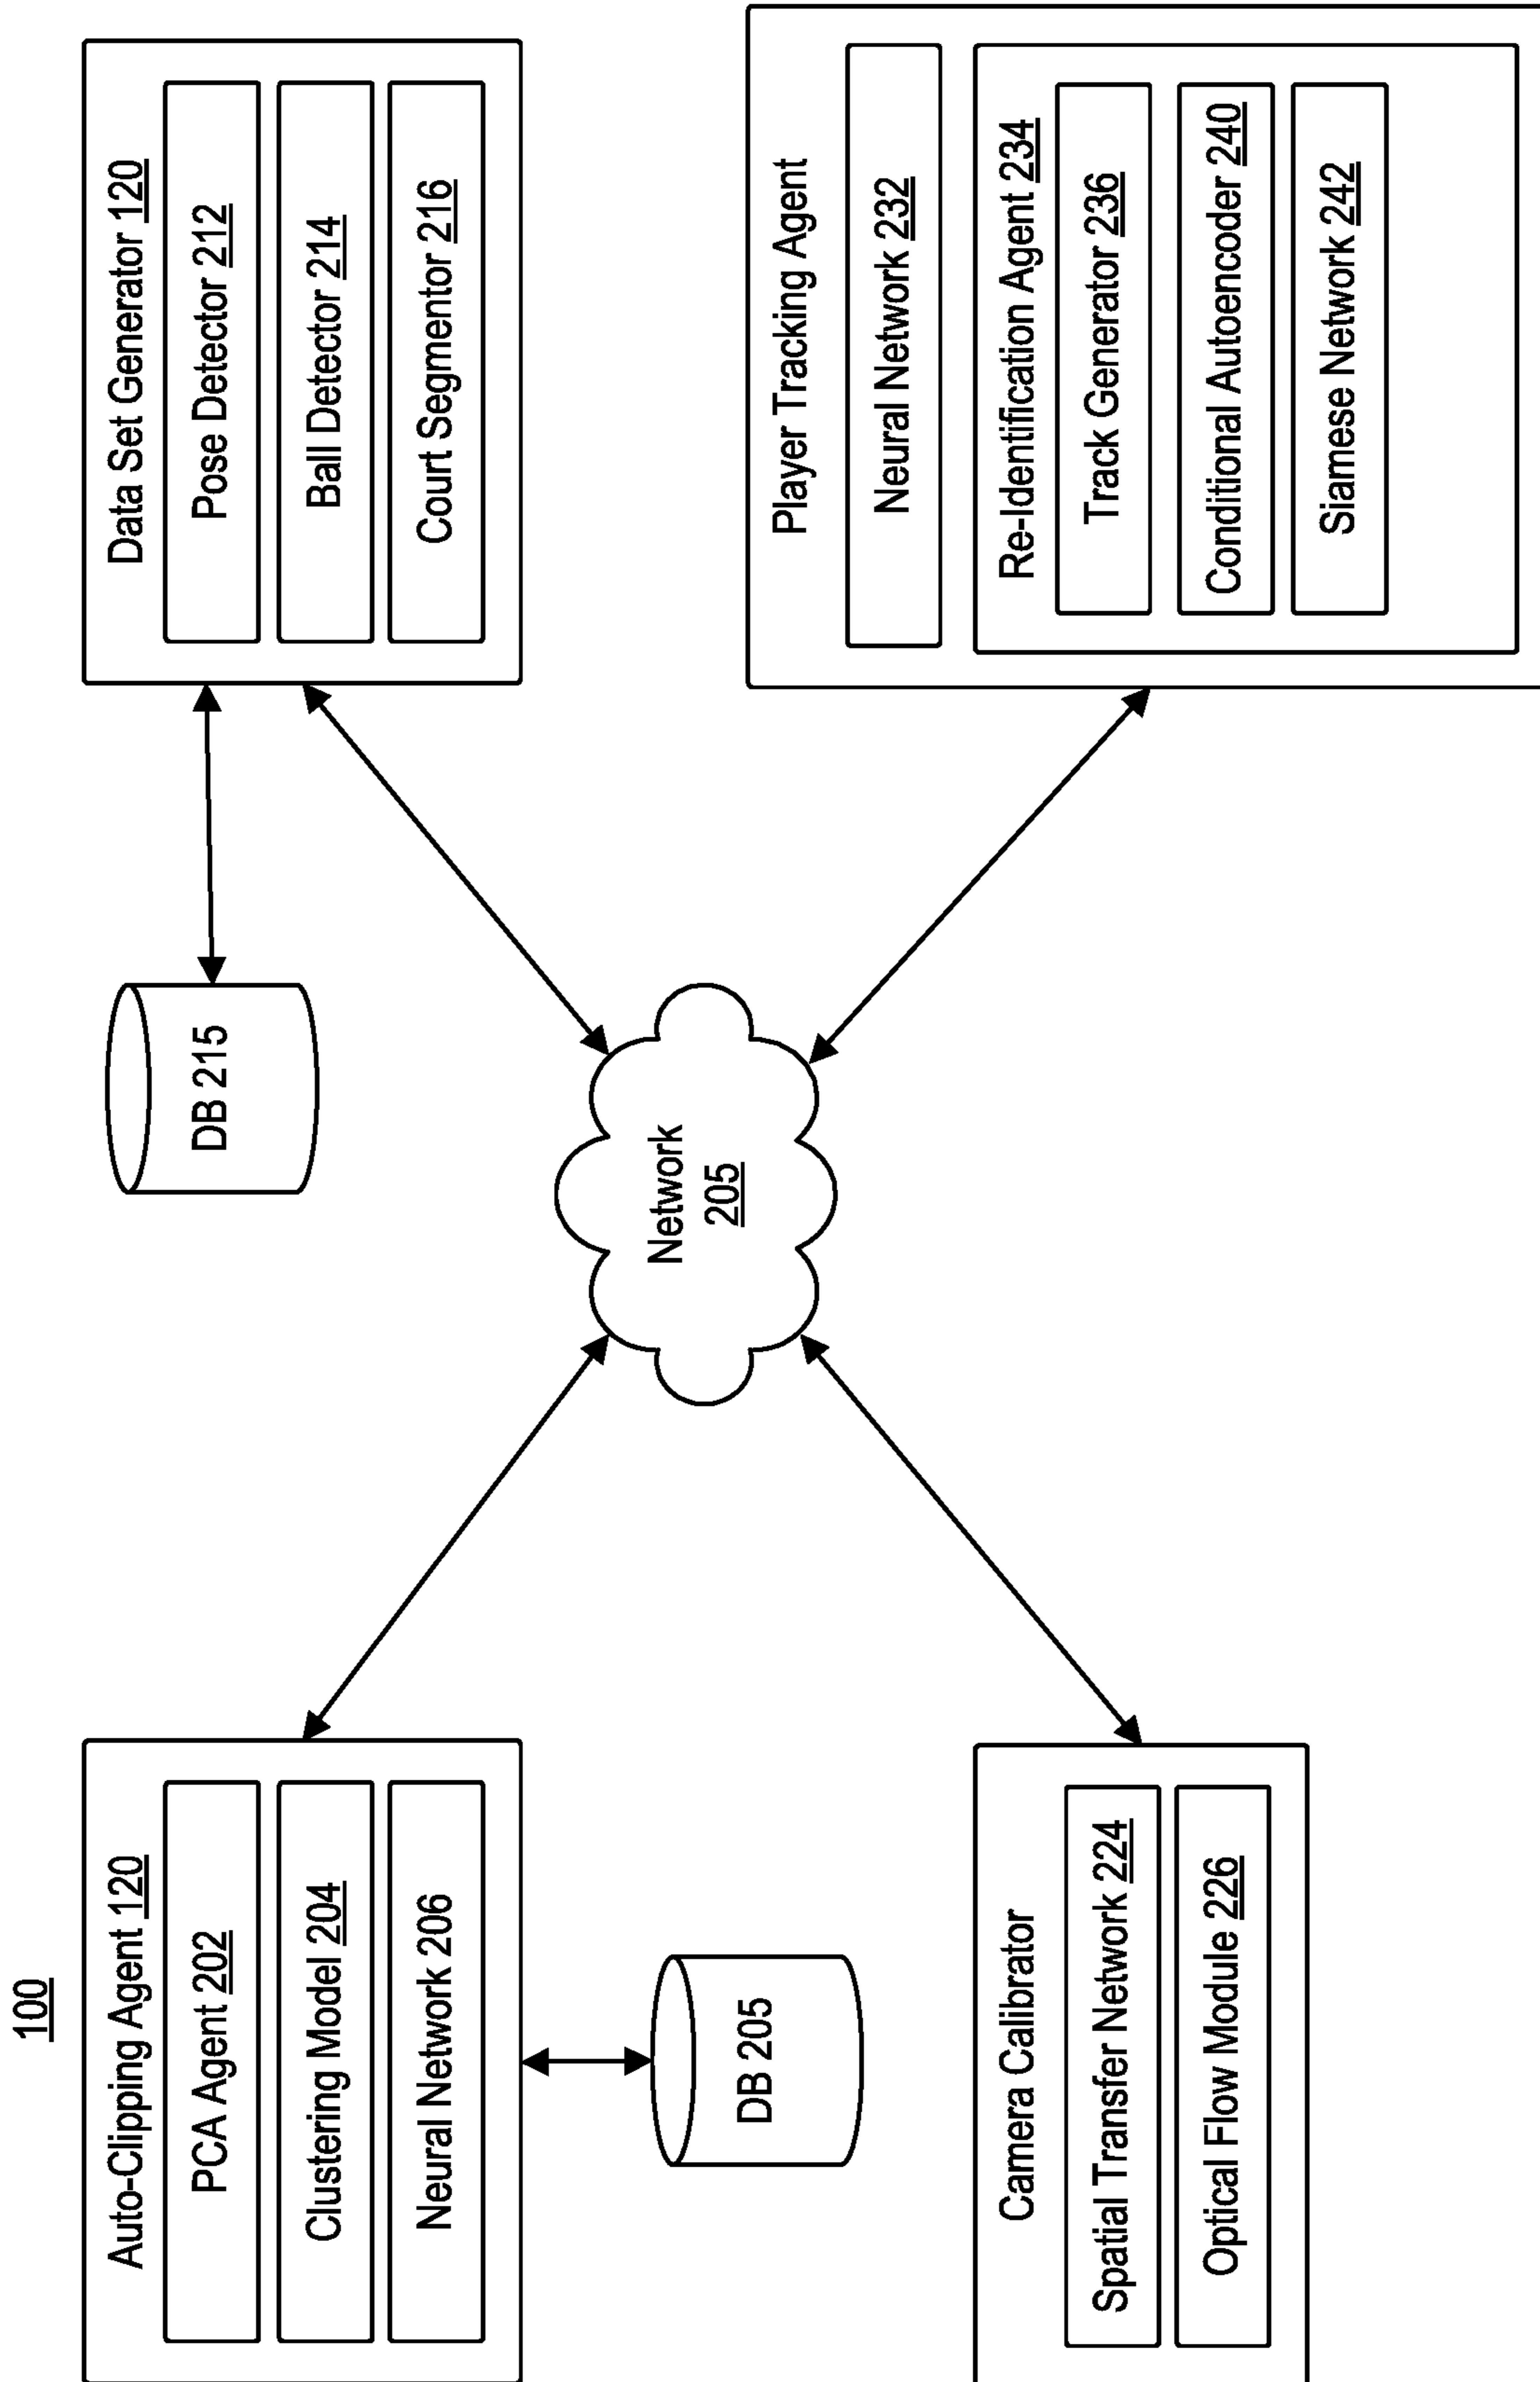 100
Auto-Clipping Agent 120
PCA Agent 202
Clustering Model 204
Neural Network 206
DB 205
Data Set Generator 120
Pose Detector 212
Ball Detector 214
Court Segmentor 216
DB 215
Network
205
Camera Calibrator
Spatial Transfer Network 224
Optical Flow Module 226
Player Tracking Agent
Neural Network 232
Re-Identification Agent 234
Track Generator 236
Conditional Autoencoder 240
Siamese Network 242